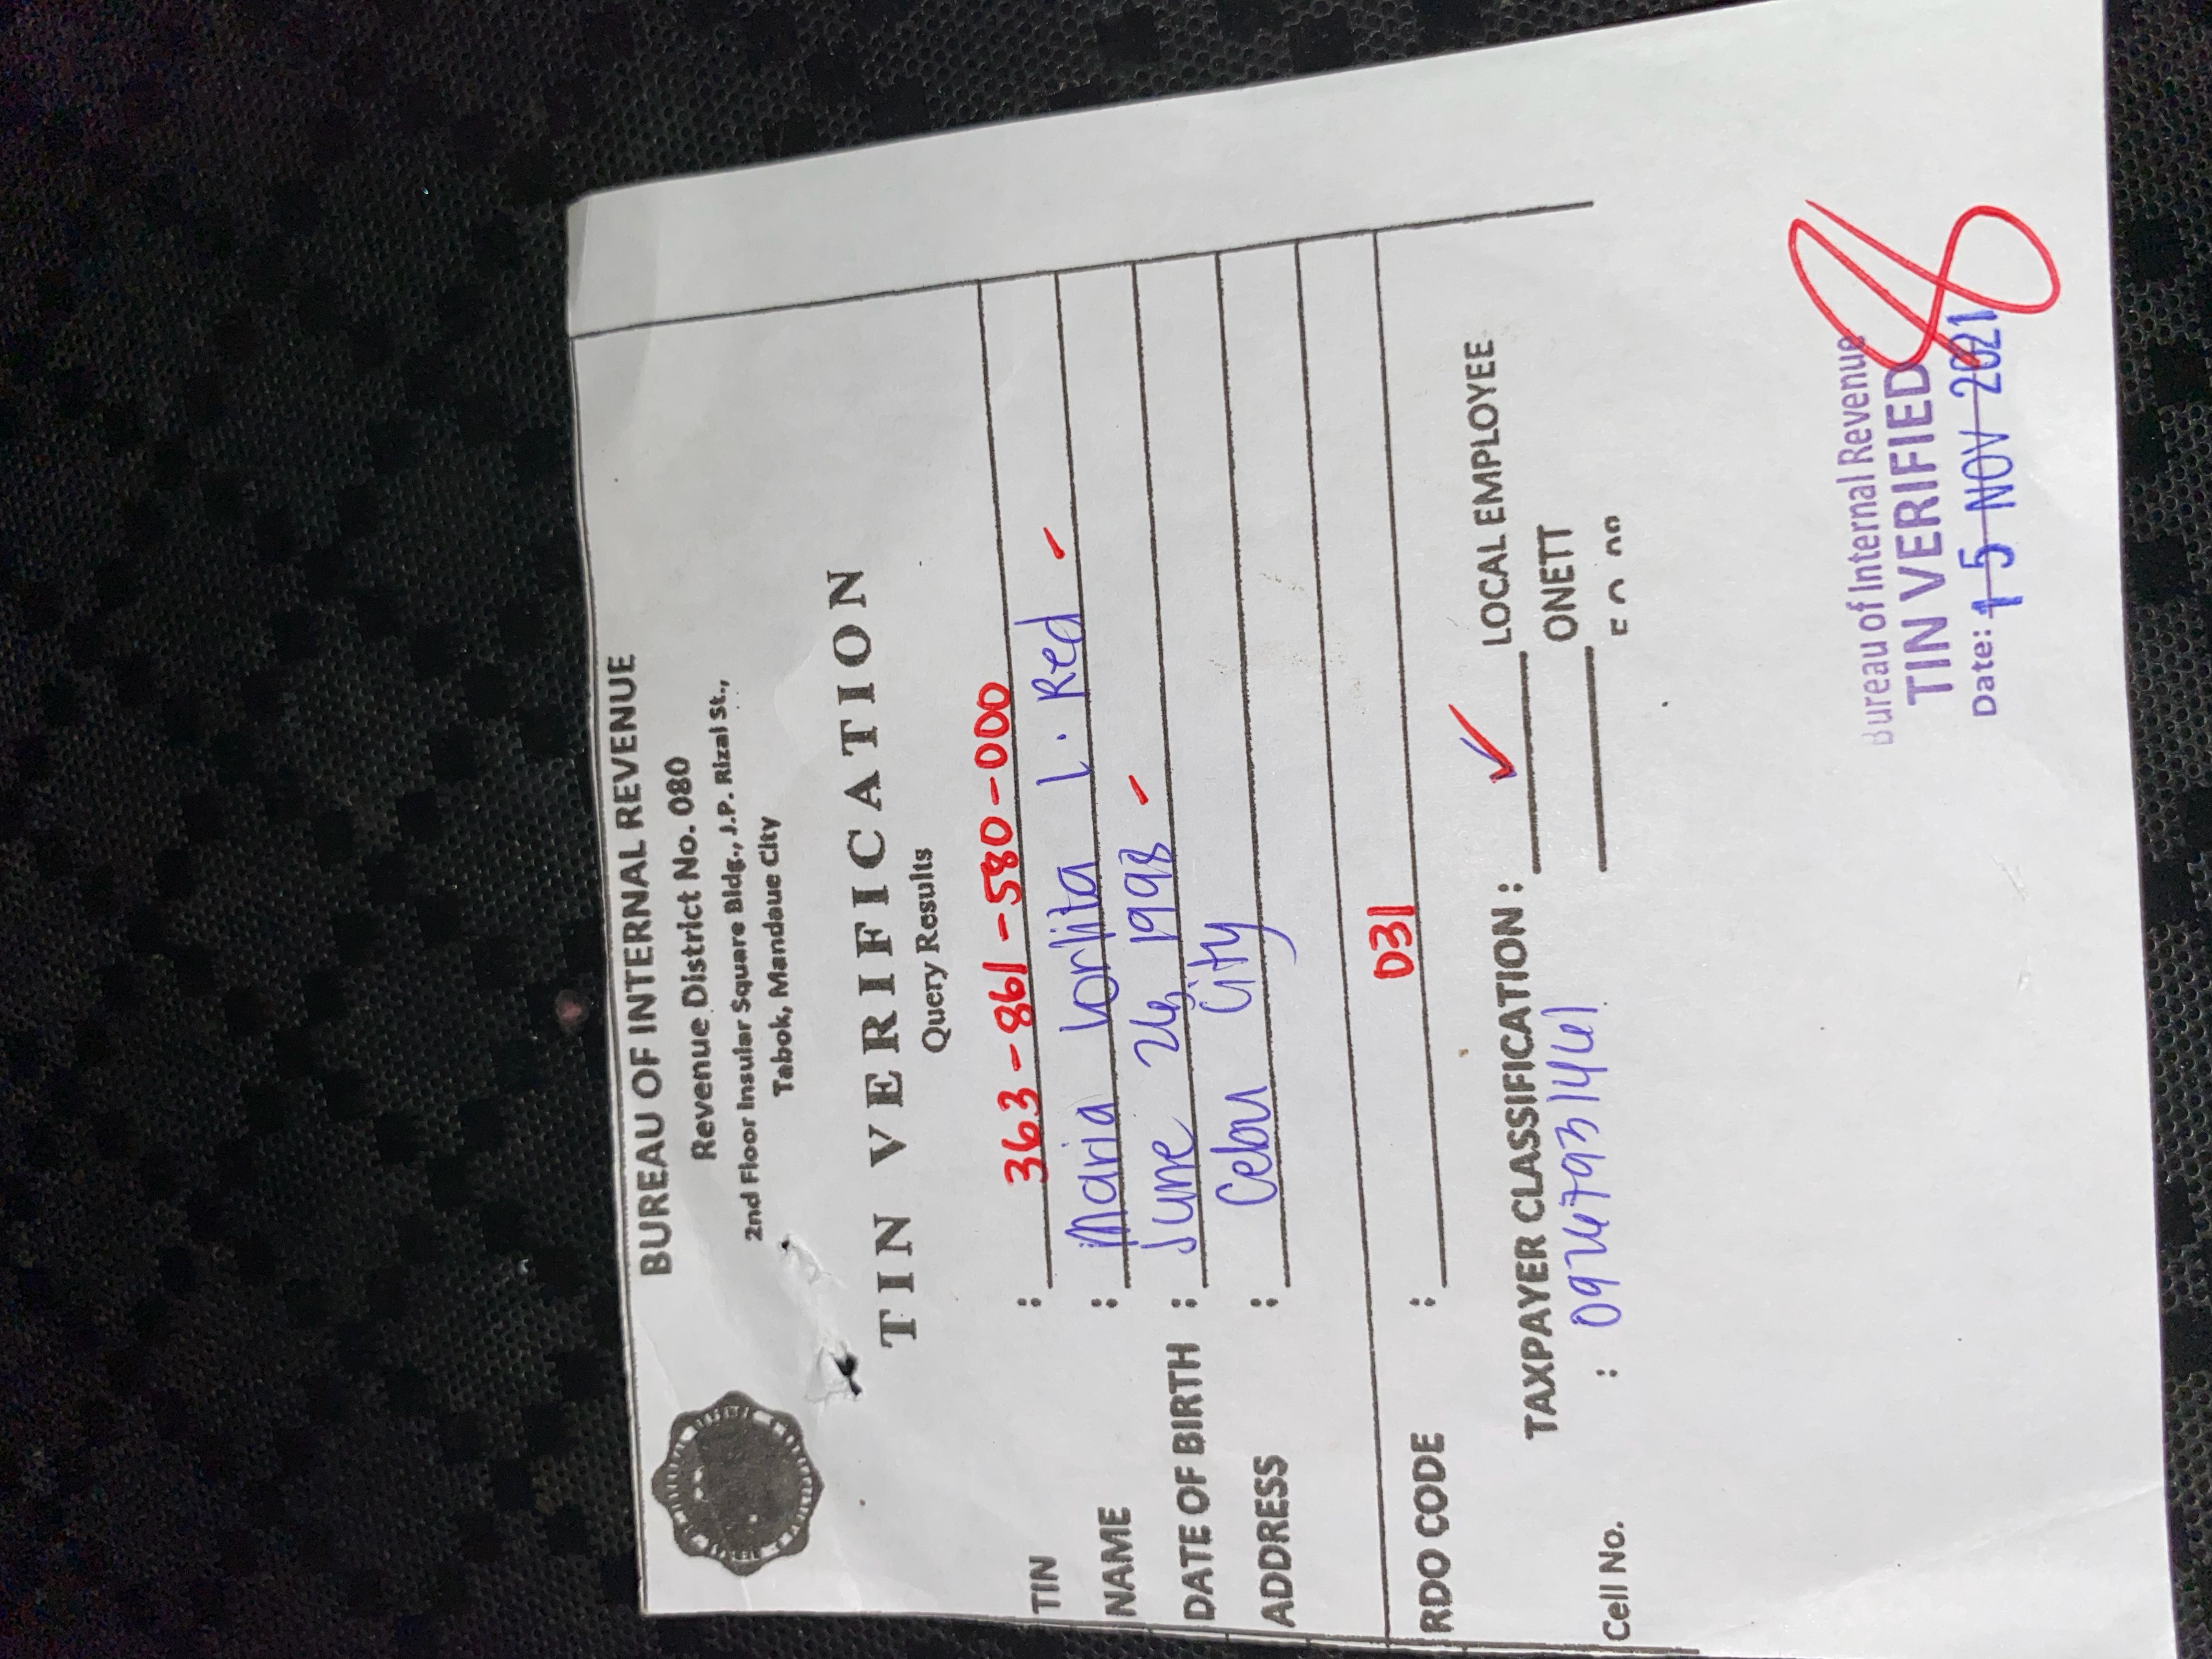 BUREAU OF INTERNAL REVENUE
Revenue District No. 080
2nd Floor Insular Square Bldg., J.P. Rizal St.,
Tabok, Mandaue City
TIN VERIFICATION
Query Results
TIN : 363-861-580-000
NAME : Maria Lorlita L. Red
DATE OF BIRTH : June 26, 1998
ADDRESS : Cebu City
RDO CODE : 031
TAXPAYER CLASSIFICATION : LOCAL EMPLOYEE
ONETT
Cell No. : 09267931461
Bureau of Internal Revenue
TIN VERIFIED
Date: 15 NOV 2021